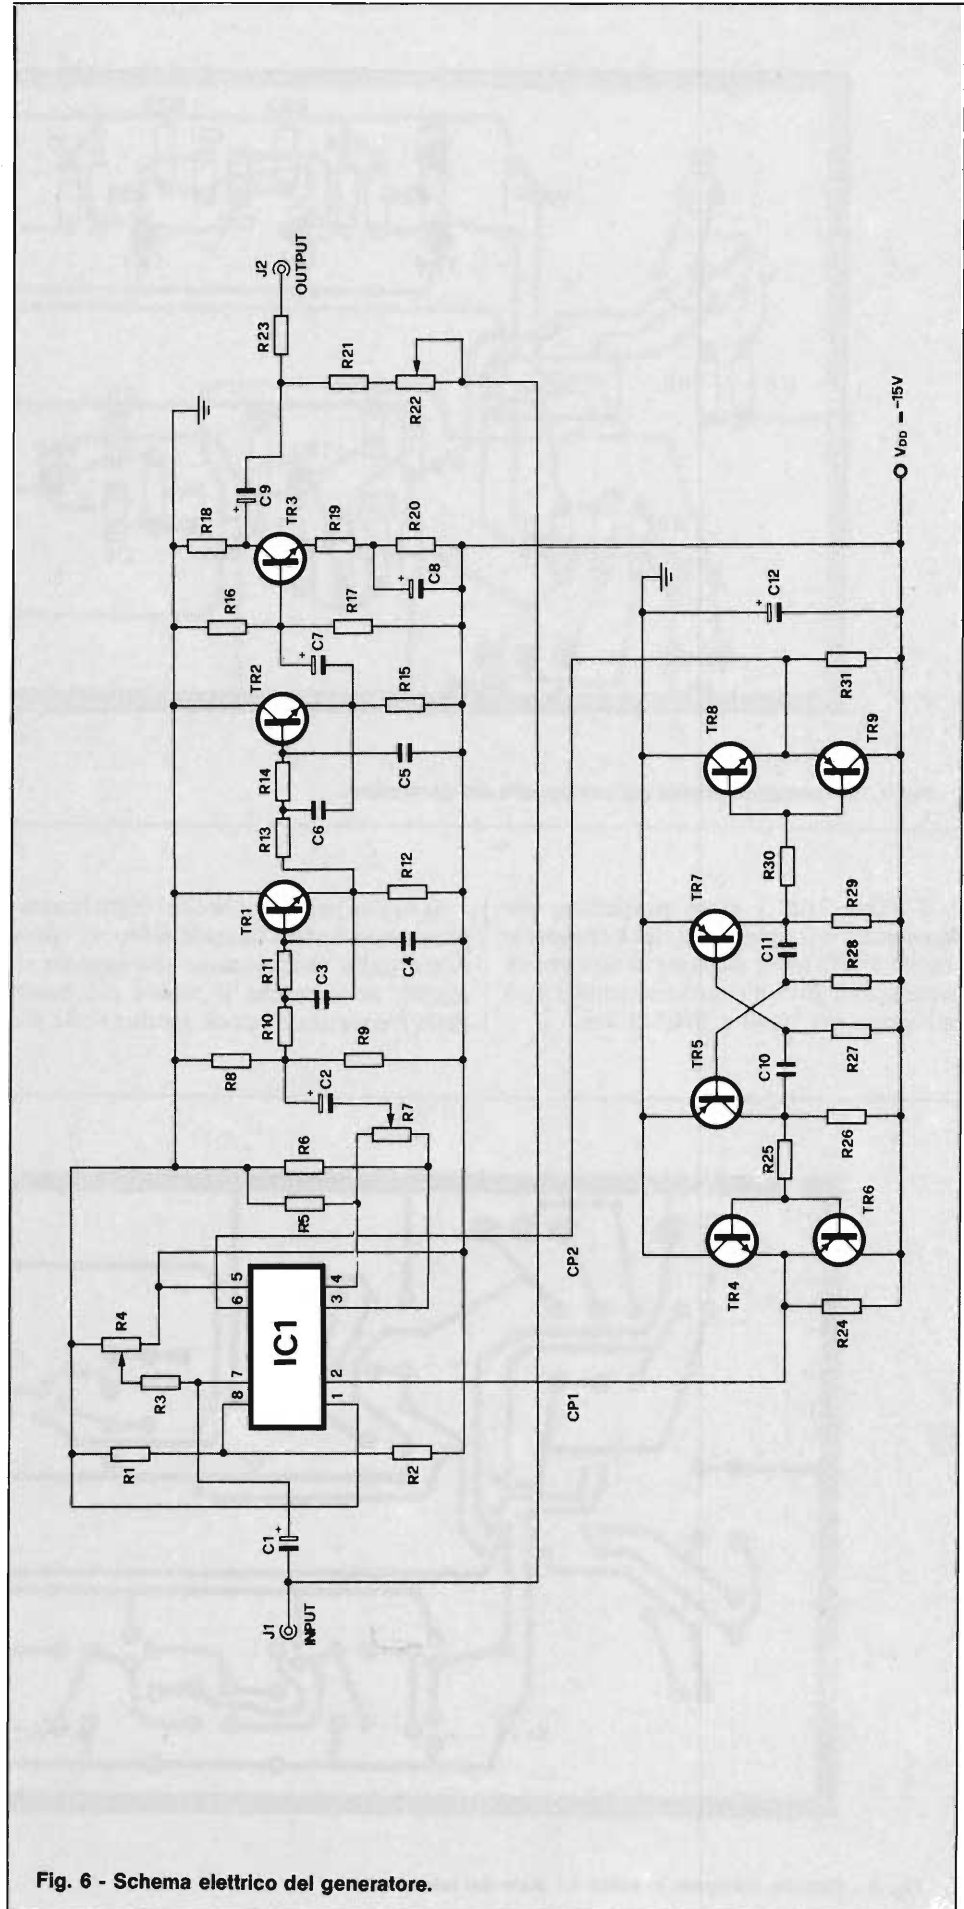 J2
OUTPUT
R23
R21
R22
C9
+
R18
TR3
R19
R20
C8
+
R16
R17
C7
+
TR2
R15
R14
C5
C6
R13
R12
TR1
R11
C4
C3
R10
R9
R8
C2
+
R7
R6
R5
5
6
4
3
IC1
7
8
2
1
R4
R3
R1
R2
C1
+
J1
INPUT
VDD = -15V
C12
+
R31
TR8
TR9
R30
TR7
R29
C11
R28
R27
TR5
C10
R26
R25
TR6
TR4
R24
CP2
CP1
Fig. 6 - Schema elettrico del generatore.